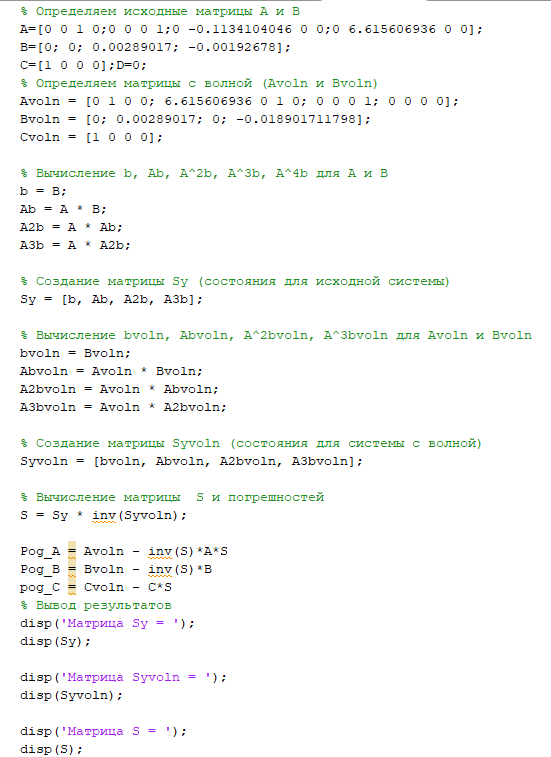 % Определяем исходные матрицы A и B
A=[0 0 1 0;0 0 0 1;0 -0.1134104046 0 0;0 6.615606936 0 0];
B=[0; 0; 0.00289017; -0.00192678];
C=[1 0 0 0];D=0;
% Определяем матрицы с волной (Avoln и Bvoln)
Avoln = [0 1 0 0; 6.615606936 0 1 0; 0 0 0 1; 0 0 0 0];
Bvoln = [0; 0.00289017; 0; -0.018901711798];
Cvoln = [1 0 0 0];
% Вычисление b, Ab, A^2b, A^3b, A^4b для A и B
b = B;
Ab = A * B;
A2b = A * Ab;
A3b = A * A2b;
% Создание матрицы Sy (состояния для исходной системы)
Sy = [b, Ab, A2b, A3b];
% Вычисление bvoln, Abvoln, A^2bvoln, A^3bvoln для Avoln и Bvoln
bvoln = Bvoln;
Abvoln = Avoln * Bvoln;
A2bvoln = Avoln * Abvoln;
A3bvoln = Avoln * A2bvoln;
% Создание матрицы Syvoln (состояния для системы с волной)
Syvoln = [bvoln, Abvoln, A2bvoln, A3bvoln];
% Вычисление матрицы  S и погрешностей
S = Sy * inv(Syvoln);
Pog_A = Avoln - inv(S)*A*S
Pog_B = Bvoln - inv(S)*B
pog_C = Cvoln - C*S
% Вывод результатов
disp('Матрица Sy = ');
disp(Sy);
disp('Матрица Syvoln = ');
disp(Syvoln);
disp('Матрица S = ');
disp(S);